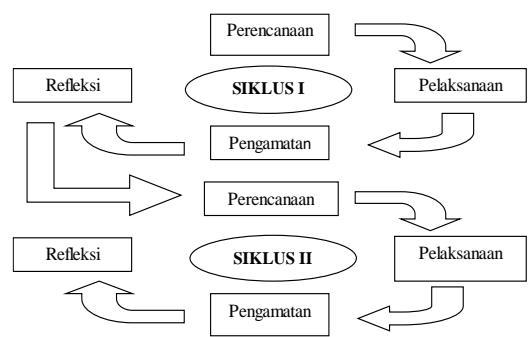 Perencanaan
Refleksi
SIKLUS I
Pelaksanaan
Pengamatan
Perencanaan
Refleksi
SIKLUS II
Pelaksanaan
Pengamatan